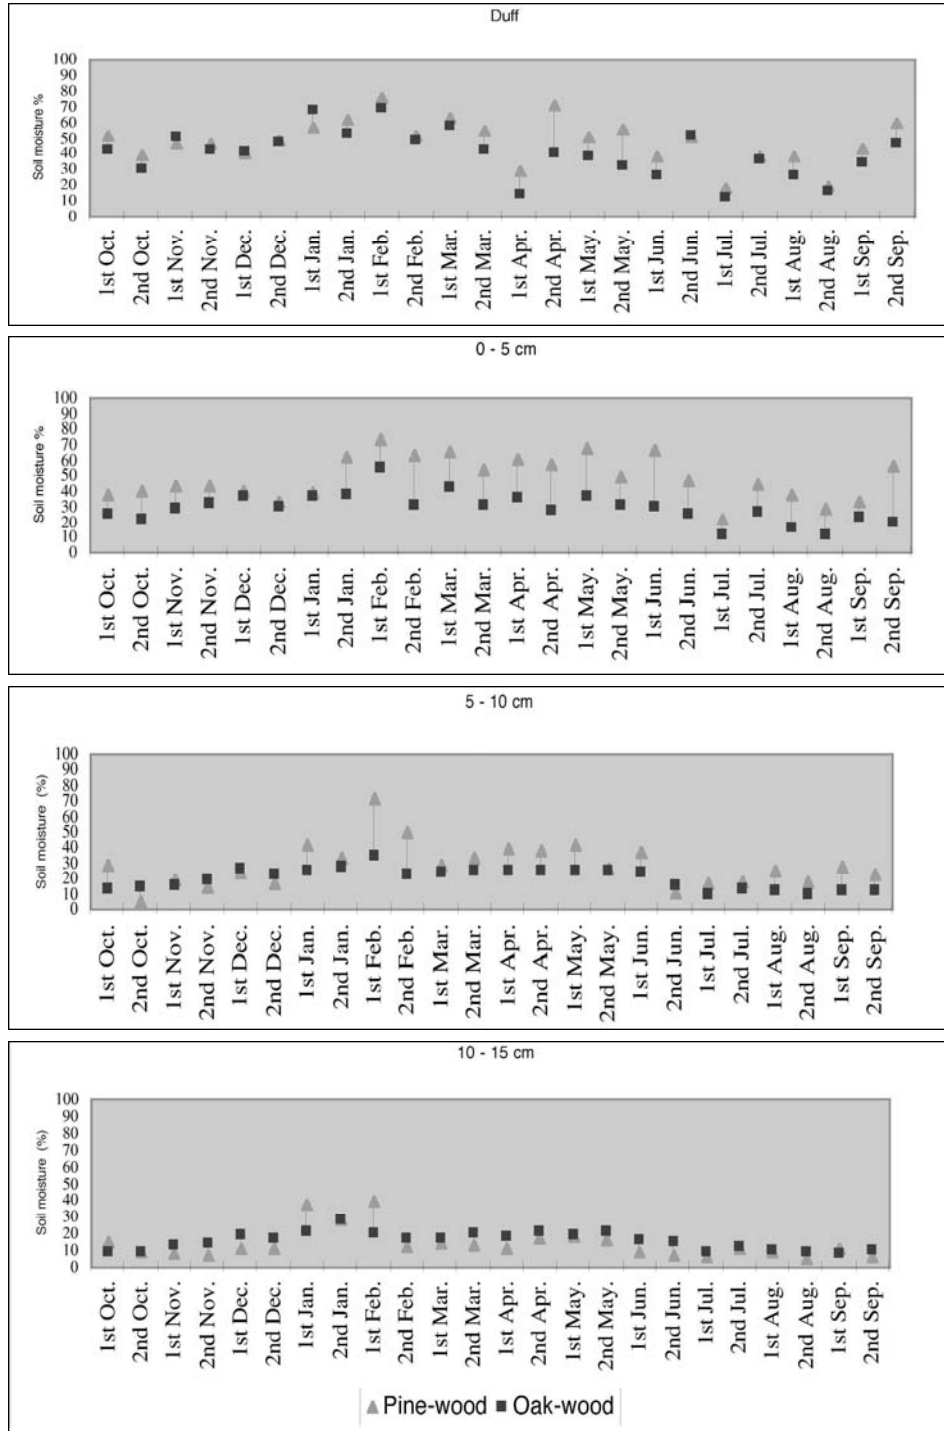 Duff
Soil moisture %
100
90
80
70
60
50
40
30
20
10
0
1st Oct.
2nd Oct.
1st Nov.
2nd Nov.
1st Dec.
2nd Dec.
1st Jan.
2nd Jan.
1st Feb.
2nd Feb.
1st Mar.
2nd Mar.
1st Apr.
2nd Apr.
1st May.
2nd May.
1st Jun.
2nd Jun.
1st Jul.
2nd Jul.
1st Aug.
2nd Aug.
1st Sep.
2nd Sep.
0 - 5 cm
Soil moisture %
100
90
80
70
60
50
40
30
20
10
0
1st Oct.
2nd Oct.
1st Nov.
2nd Nov.
1st Dec.
2nd Dec.
1st Jan.
2nd Jan.
1st Feb.
2nd Feb.
1st Mar.
2nd Mar.
1st Apr.
2nd Apr.
1st May.
2nd May.
1st Jun.
2nd Jun.
1st Jul.
2nd Jul.
1st Aug.
2nd Aug.
1st Sep.
2nd Sep.
5 - 10 cm
Soil moisture (%)
100
90
80
70
60
50
40
30
20
10
0
1st Oct.
2nd Oct.
1st Nov.
2nd Nov.
1st Dec.
2nd Dec.
1st Jan.
2nd Jan.
1st Feb.
2nd Feb.
1st Mar.
2nd Mar.
1st Apr.
2nd Apr.
1st May.
2nd May.
1st Jun.
2nd Jun.
1st Jul.
2nd Jul.
1st Aug.
2nd Aug.
1st Sep.
2nd Sep.
10 - 15 cm
Soil moisture (%)
100
90
80
70
60
50
40
30
20
10
0
1st Oct.
2nd Oct.
1st Nov.
2nd Nov.
1st Dec.
2nd Dec.
1st Jan.
2nd Jan.
1st Feb.
2nd Feb.
1st Mar.
2nd Mar.
1st Apr.
2nd Apr.
1st May.
2nd May.
1st Jun.
2nd Jun.
1st Jul.
2nd Jul.
1st Aug.
2nd Aug.
1st Sep.
2nd Sep.
Pine-wood Oak-wood